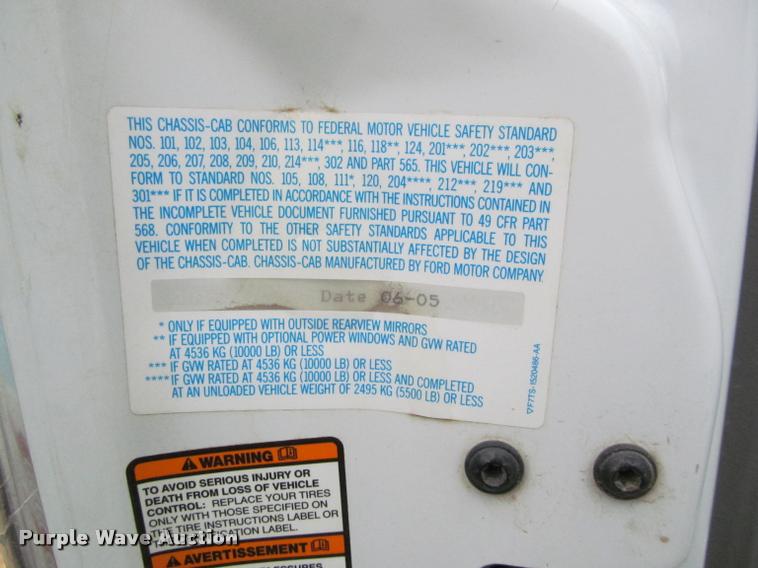 THIS CHASSIS-CAB CONFORMS TO FEDERAL MOTOR VEHICLE SAFETY STANDARD
NOS. 101, 102, 103, 104, 106, 113, 114***, 116, 118**, 124, 201***, 202***, 203***,
205, 206, 207, 208, 209, 210, 214***, 302 AND PART 565. THIS VEHICLE WILL CON-
FORM TO STANDARD NOS. 105, 108, 111*, 120, 204****, 212***, 219*** AND
301*** IF IT IS COMPLETED IN ACCORDANCE WITH THE INSTRUCTIONS CONTAINED IN
THE INCOMPLETE VEHICLE DOCUMENT FURNISHED PURSUANT TO 49 CFR PART
568. CONFORMITY TO THE OTHER SAFETY STANDARDS APPLICABLE TO THIS
VEHICLE WHEN COMPLETED IS NOT SUBSTANTIALLY AFFECTED BY THE DESIGN
OF THE CHASSIS-CAB. CHASSIS-CAB MANUFACTURED BY FORD MOTOR COMPANY
Date 06-05
* ONLY IF EQUIPPED WITH OUTSIDE REARVIEW MIRRORS
** IF EQUIPPED WITH OPTIONAL POWER WINDOWS AND GVW RATED
AT 4536 KG (10000 LB) OR LESS
*** IF GVW RATED AT 4536 KG (10000 LB) OR LESS
**** IF GVW RATED AT 4536 KG (10000 LB) OR LESS AND COMPLETED
AT AN UNLOADED VEHICLE WEIGHT OF 2495 KG (5500 LB) OR LESS
F7TS-1520486-AA
WARNING
TO AVOID SERIOUS INJURY OR
DEATH FROM LOSS OF VEHICLE
CONTROL: REPLACE YOUR TIRES
ONLY WITH THOSE SPECIFIED ON
THE TIRE INSTRUCTIONS LABEL OR
LABEL.
Purple Wave Auction
AVERTISSEMENT